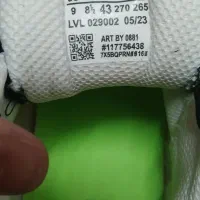 9 8½ 43 270 265
LVL 029002 05/23
ART BY 0881
#117756438